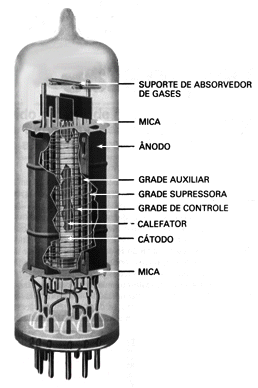 SUPORTE DE ABSORVEDOR
DE GASES
MICA
ÂNODO
GRADE AUXILIAR
GRADE SUPRESSORA
GRADE DE CONTROLE
CALEFATOR
CÁTODO
MICA